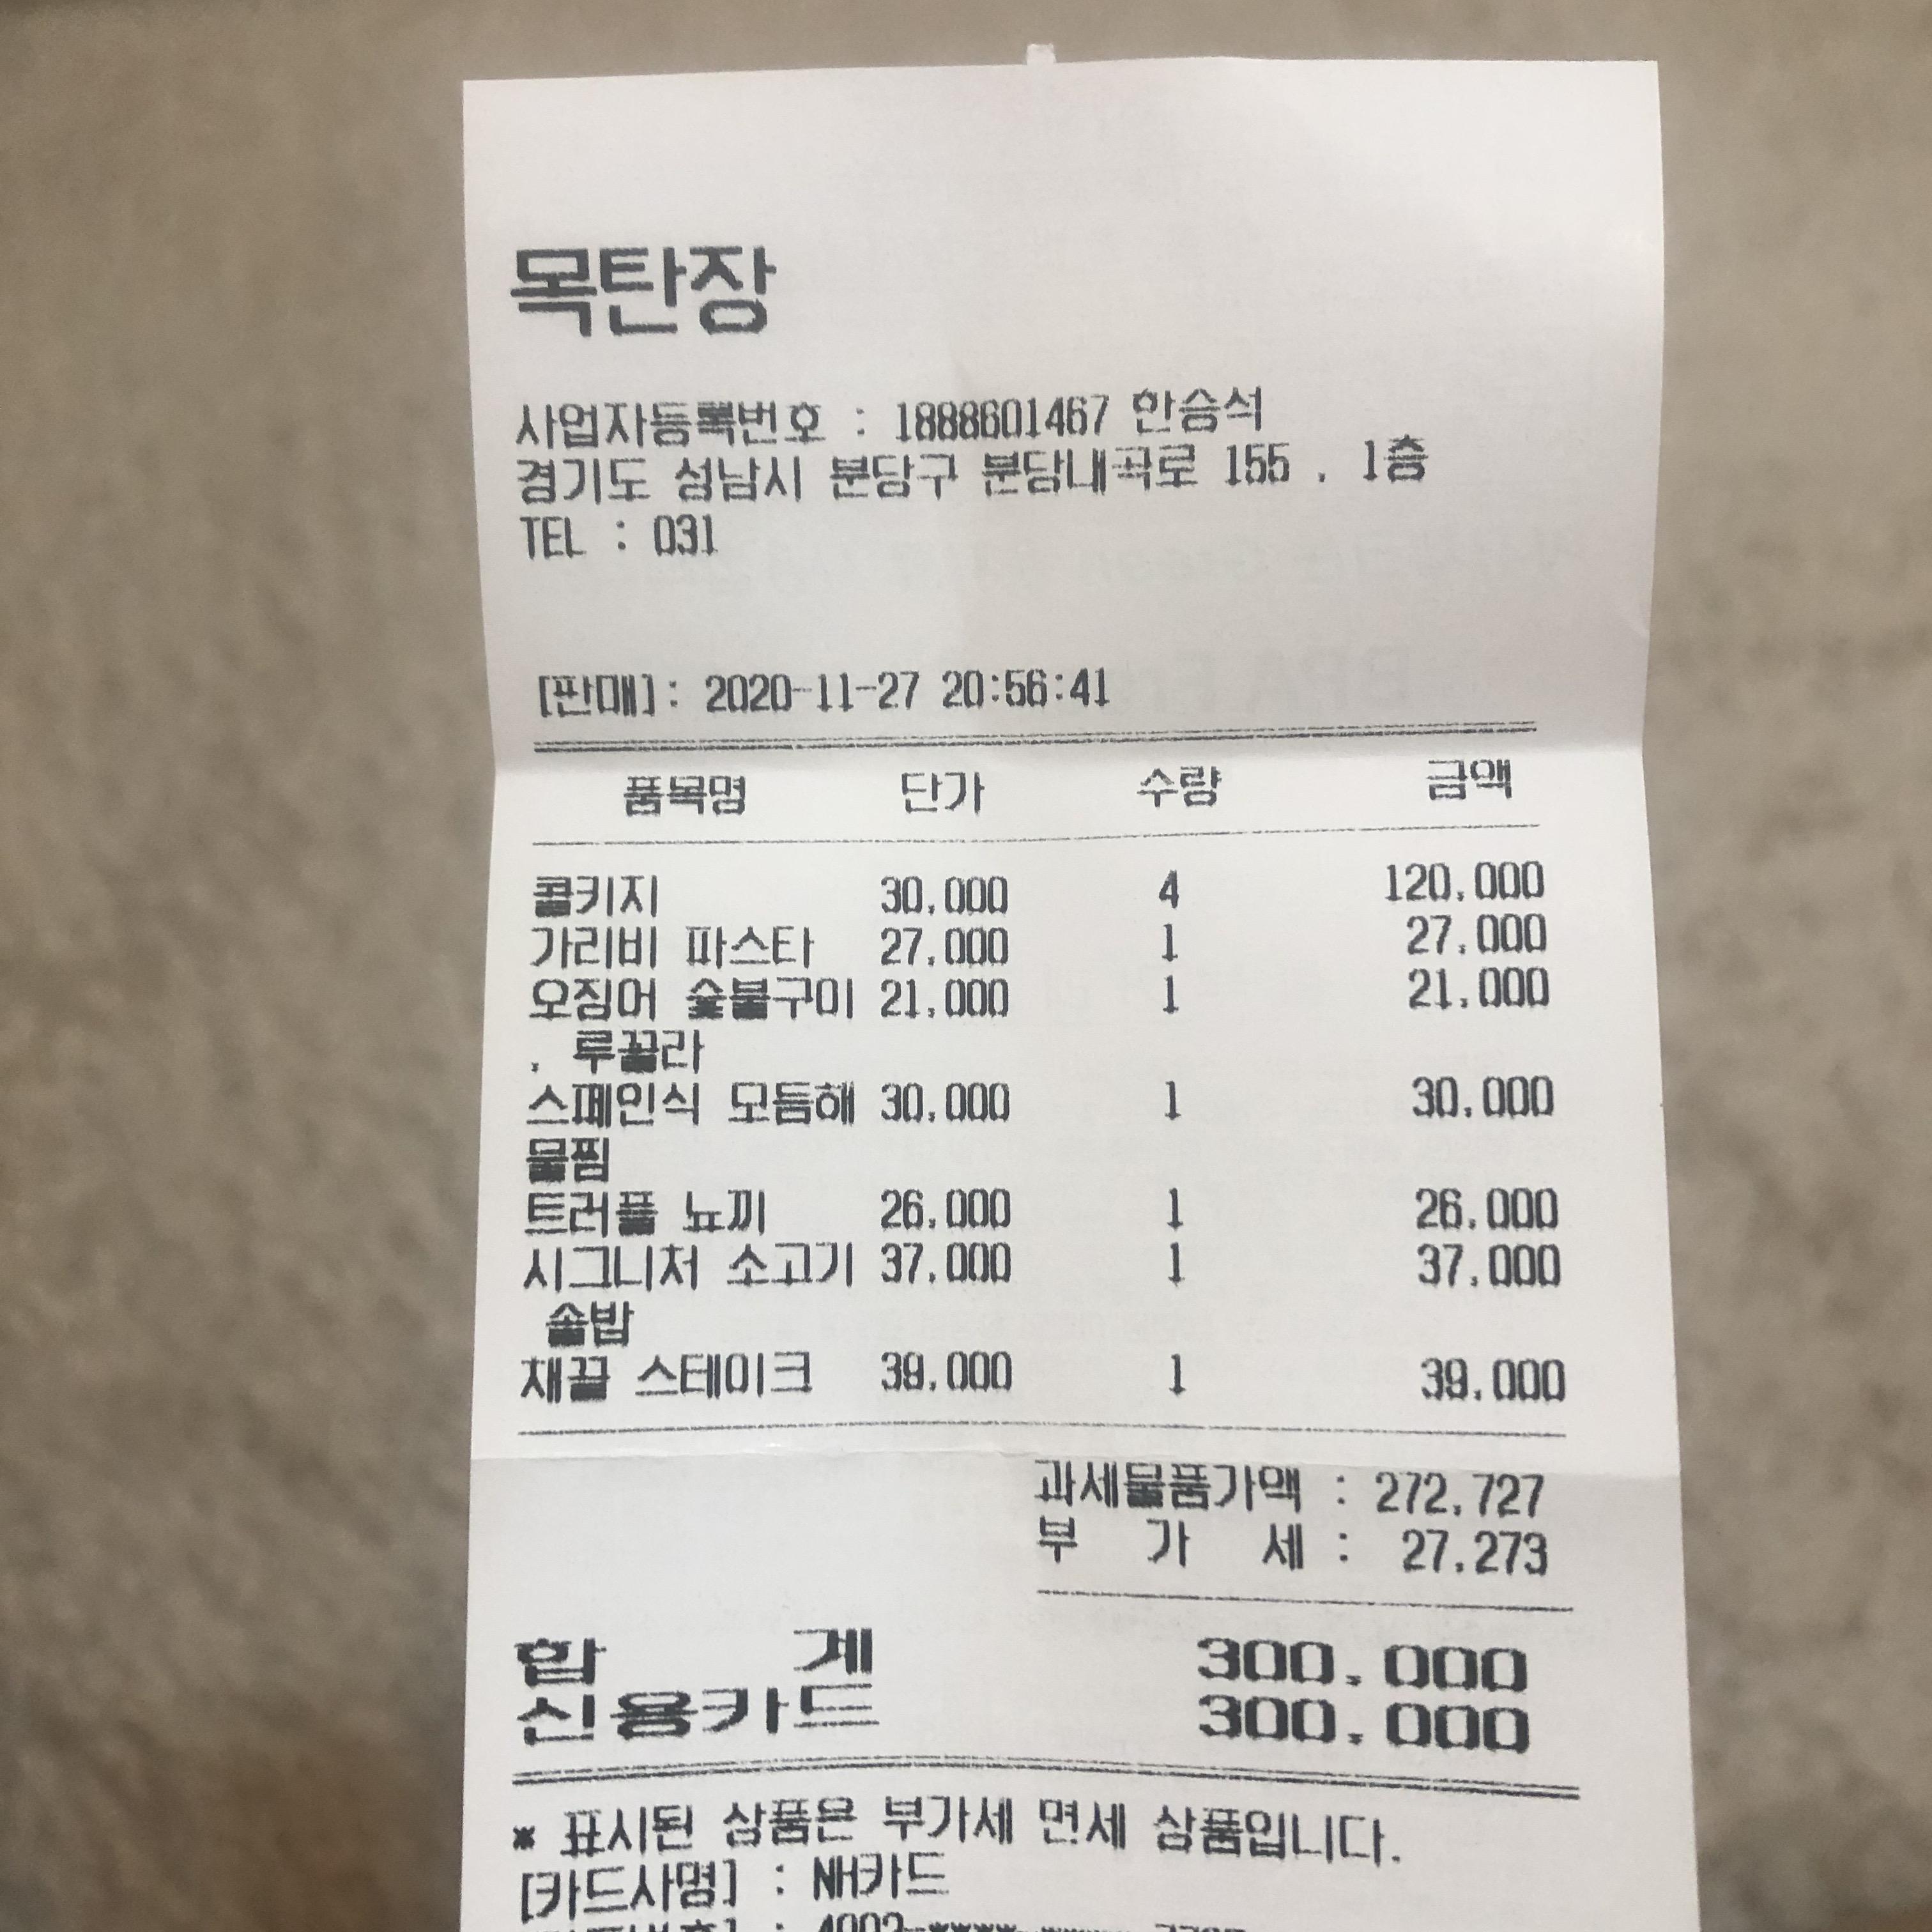 목탄장
사업자등록번호 : 1888601467 한승석
경기도 성남시 분당구 분당내곡로 155 , 1층
TEL : 031
[판매]: 2020-11-27 20:56:41
품목명 단가 수량 금액
콜키지 30,000 4 120,000
가리비 파스타 27,000 1 27,000
오징어 숯불구이 21,000 1 21,000
, 루꼴라
스페인식 모듬해 30,000 1 30,000
물찜
트러플 뇨끼 26,000 1 26,000
시그니처 소고기 37,000 1 37,000
솥밥
채끝 스테이크 39,000 1 39,000
과세물품가액 : 272,727
부 가 세 : 27,273
합 계 300,000
신용카드 300,000
* 표시된 상품은 부가세 면세 상품입니다.
[카드사명] : NH카드